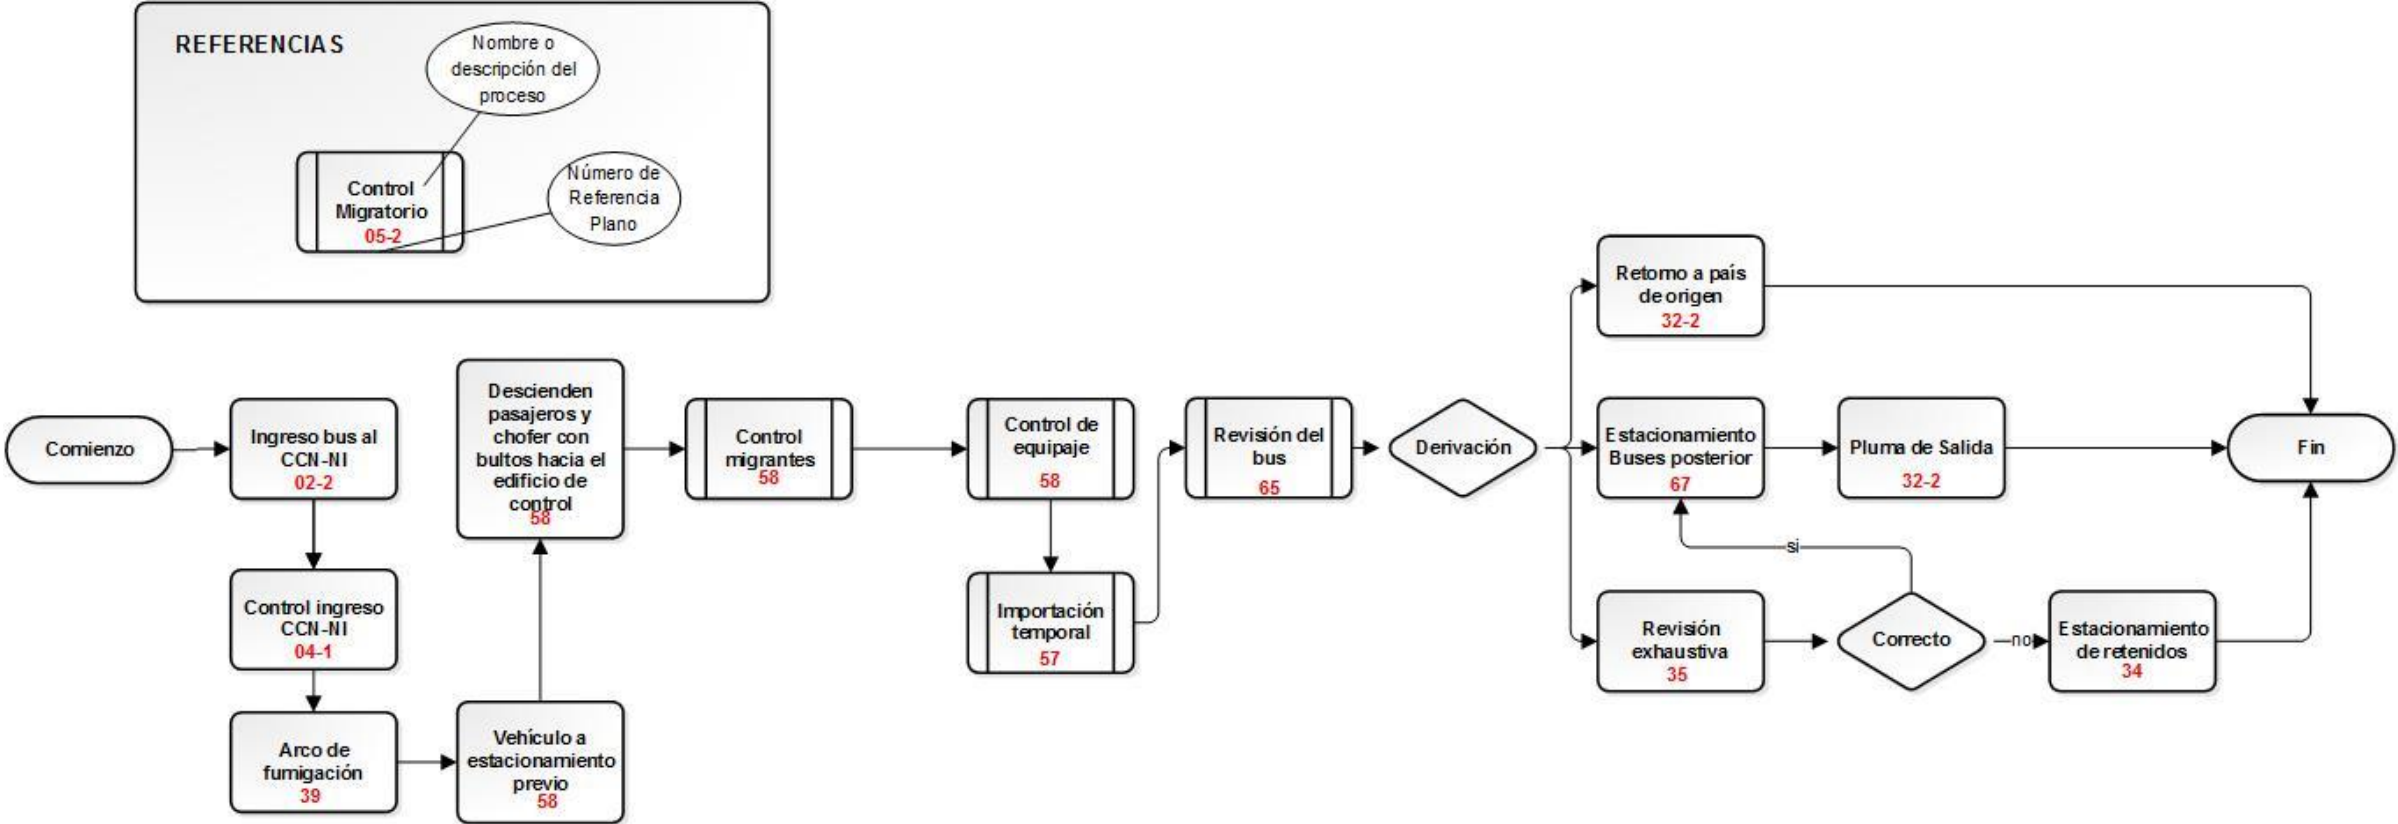 REFERENCIAS
Nombre o
descripción del
proceso
Control
Migratorio
05-2
Número de
Referencia
Plano
Comienzo
Ingreso bus al
CCN-NI
02-2
Control ingreso
CCN-NI
04-1
Arco de
fumigación
39
Vehículo a
estacionamiento
previo
58
Descienden
pasajeros y
chofer con
bultos hacia el
edificio de
control
58
Control
migrantes
58
Control de
equipaje
58
Importación
temporal
57
Revisión del
bus
65
Derivación
Retorno a país
de origen
32-2
Estacionamiento
Buses posterior
67
Pluma de Salida
32-2
Fin
si
Revisión
exhaustiva
35
Correcto
no
Estacionamiento
de retenidos
34